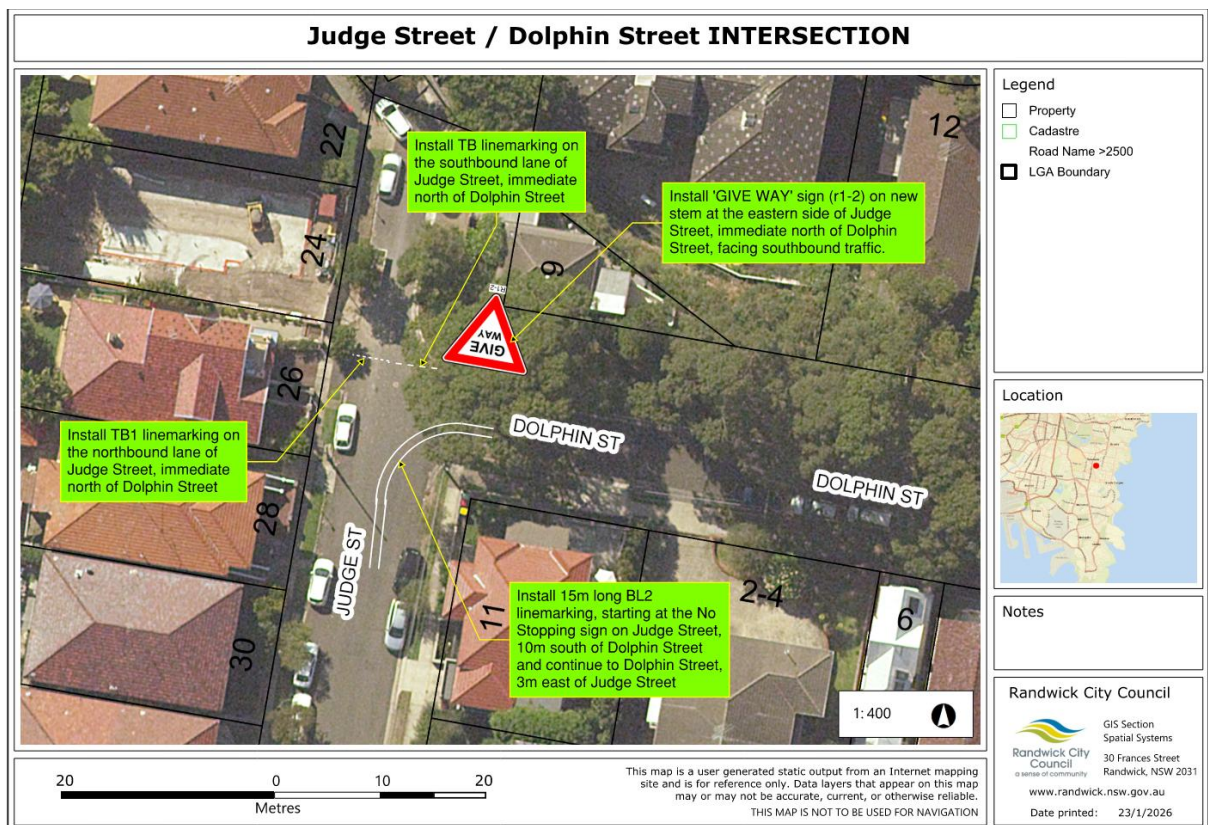 Judge Street / Dolphin Street INTERSECTION
22
24
26
28
30
9
12
11
2-4
6
Install TB linemarking on
the southbound lane of
Judge Street, immediate
north of Dolphin Street
Install 'GIVE WAY' sign (r1-2) on new
stem at the eastern side of Judge
Street, immediate north of Dolphin
Street, facing southbound traffic.
R1-2
GIVE
WAY
Install TB1 linemarking on
the northbound lane of
Judge Street, immediate
north of Dolphin Street
DOLPHIN ST
DOLPHIN ST
JUDGE ST
Install 15m long BL2
linemarking, starting at the No
Stopping sign on Judge Street,
10m south of Dolphin Street
and continue to Dolphin Street,
3m east of Judge Street
1: 400
Legend
Property
Cadastre
Road Name >2500
LGA Boundary
Location
Notes
Randwick City Council
Randwick City
Council
a sense of community
GIS Section
Spatial Systems
30 Frances Street
Randwick, NSW 2031
www.randwick.nsw.gov.au
Date printed: 23/1/2026
20 0 10 20
Metres
This map is a user generated static output from an Internet mapping
site and is for reference only. Data layers that appear on this map
may or may not be accurate, current, or otherwise reliable.
THIS MAP IS NOT TO BE USED FOR NAVIGATION